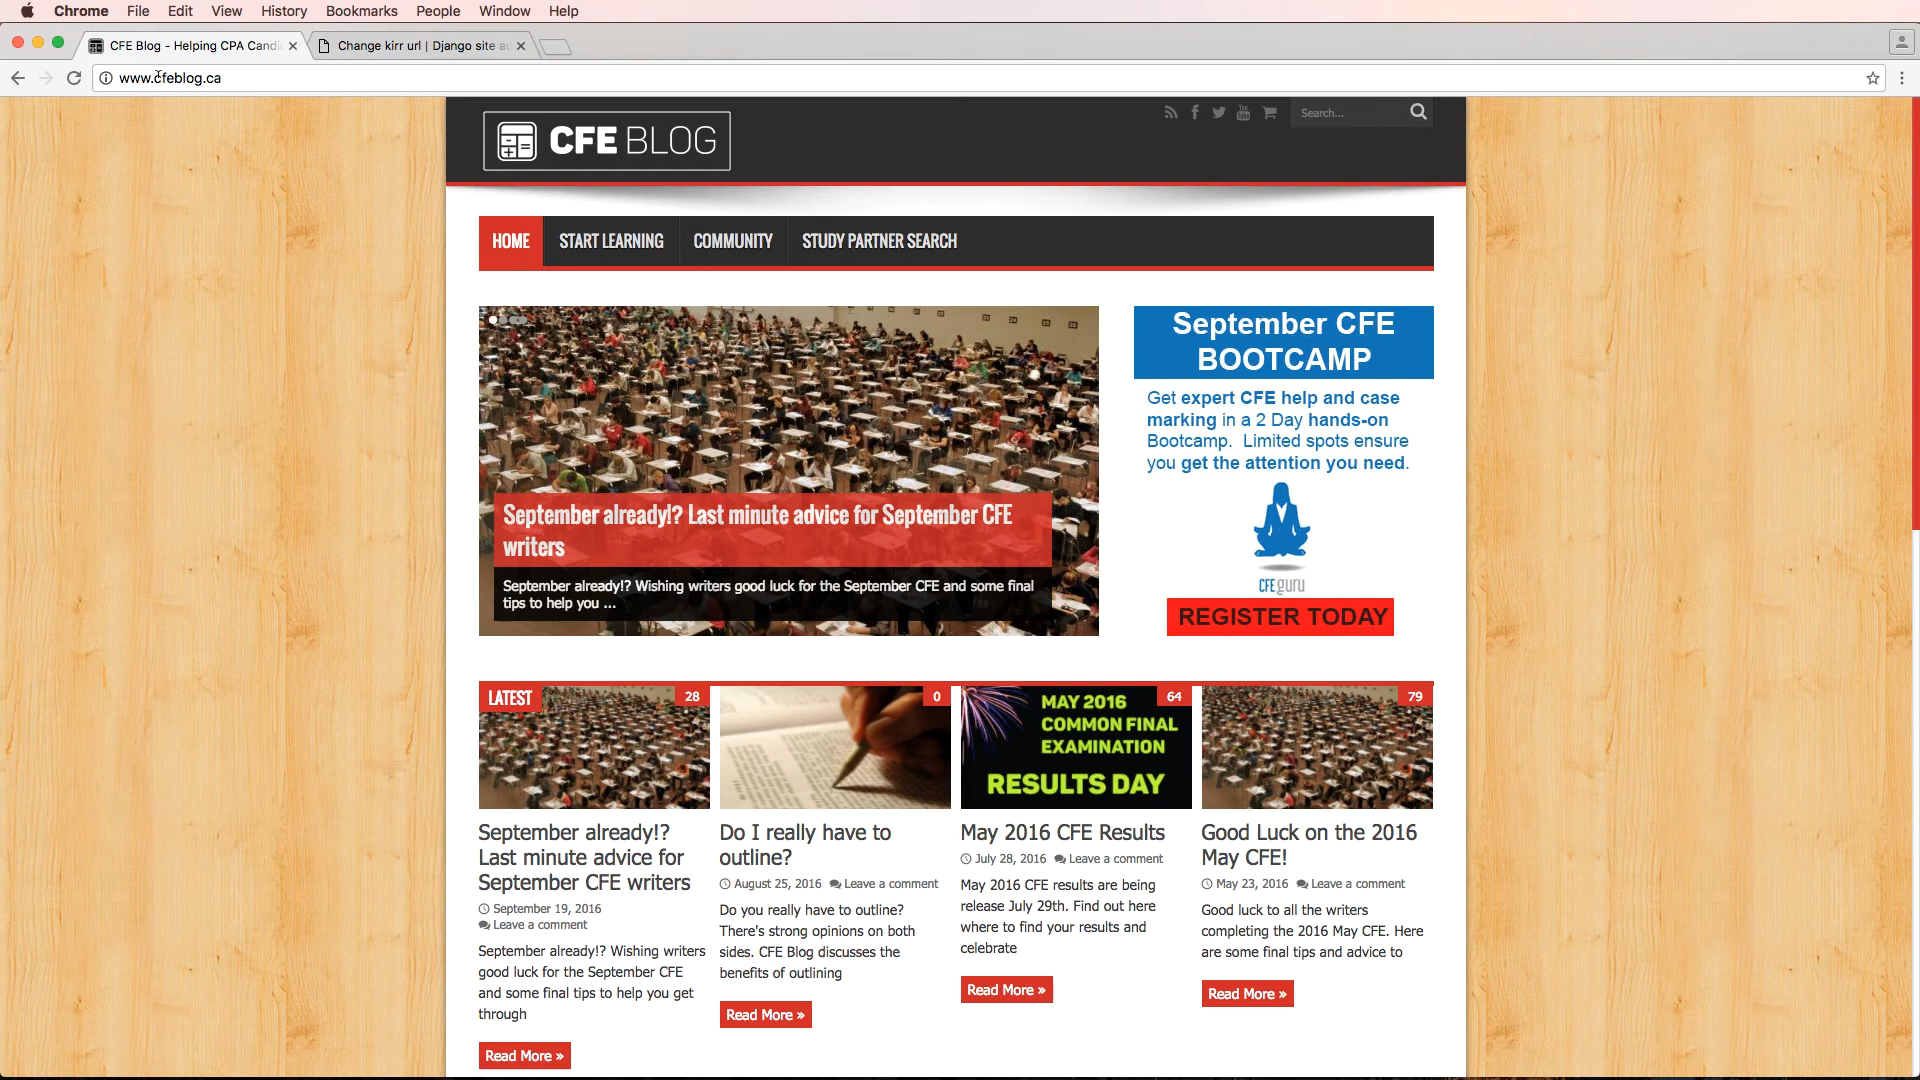 Chrome File Edit View History Bookmarks People Window Help
CFE Blog - Helping CPA Candi
Change kirr url | Django site ad
www.cfeblog.ca
CFE BLOG
Search...
HOME
START LEARNING
COMMUNITY
STUDY PARTNER SEARCH
September already!? Last minute advice for September CFE
writers
September already!? Wishing writers good luck for the September CFE and some final
tips to help you ...
September CFE
BOOTCAMP
Get expert CFE help and case
marking in a 2 Day hands-on
Bootcamp. Limited spots ensure
you get the attention you need.
CFE guru
REGISTER TODAY
LATEST
28
0
MAY 2016
COMMON FINAL
EXAMINATION
RESULTS DAY
64
79
September already!?
Last minute advice for
September CFE writers
September 19, 2016
Leave a comment
September already!? Wishing writers
good luck for the September CFE
and some final tips to help you get
through
Read More »
Do I really have to
outline?
August 25, 2016 Leave a comment
Do you really have to outline?
There's strong opinions on both
sides. CFE Blog discusses the
benefits of outlining
Read More »
May 2016 CFE Results
July 28, 2016 Leave a comment
May 2016 CFE results are being
release July 29th. Find out here
where to find your results and
celebrate
Read More »
Good Luck on the 2016
May CFE!
May 23, 2016 Leave a comment
Good luck to all the writers
completing the 2016 May CFE. Here
are some final tips and advice to
Read More »